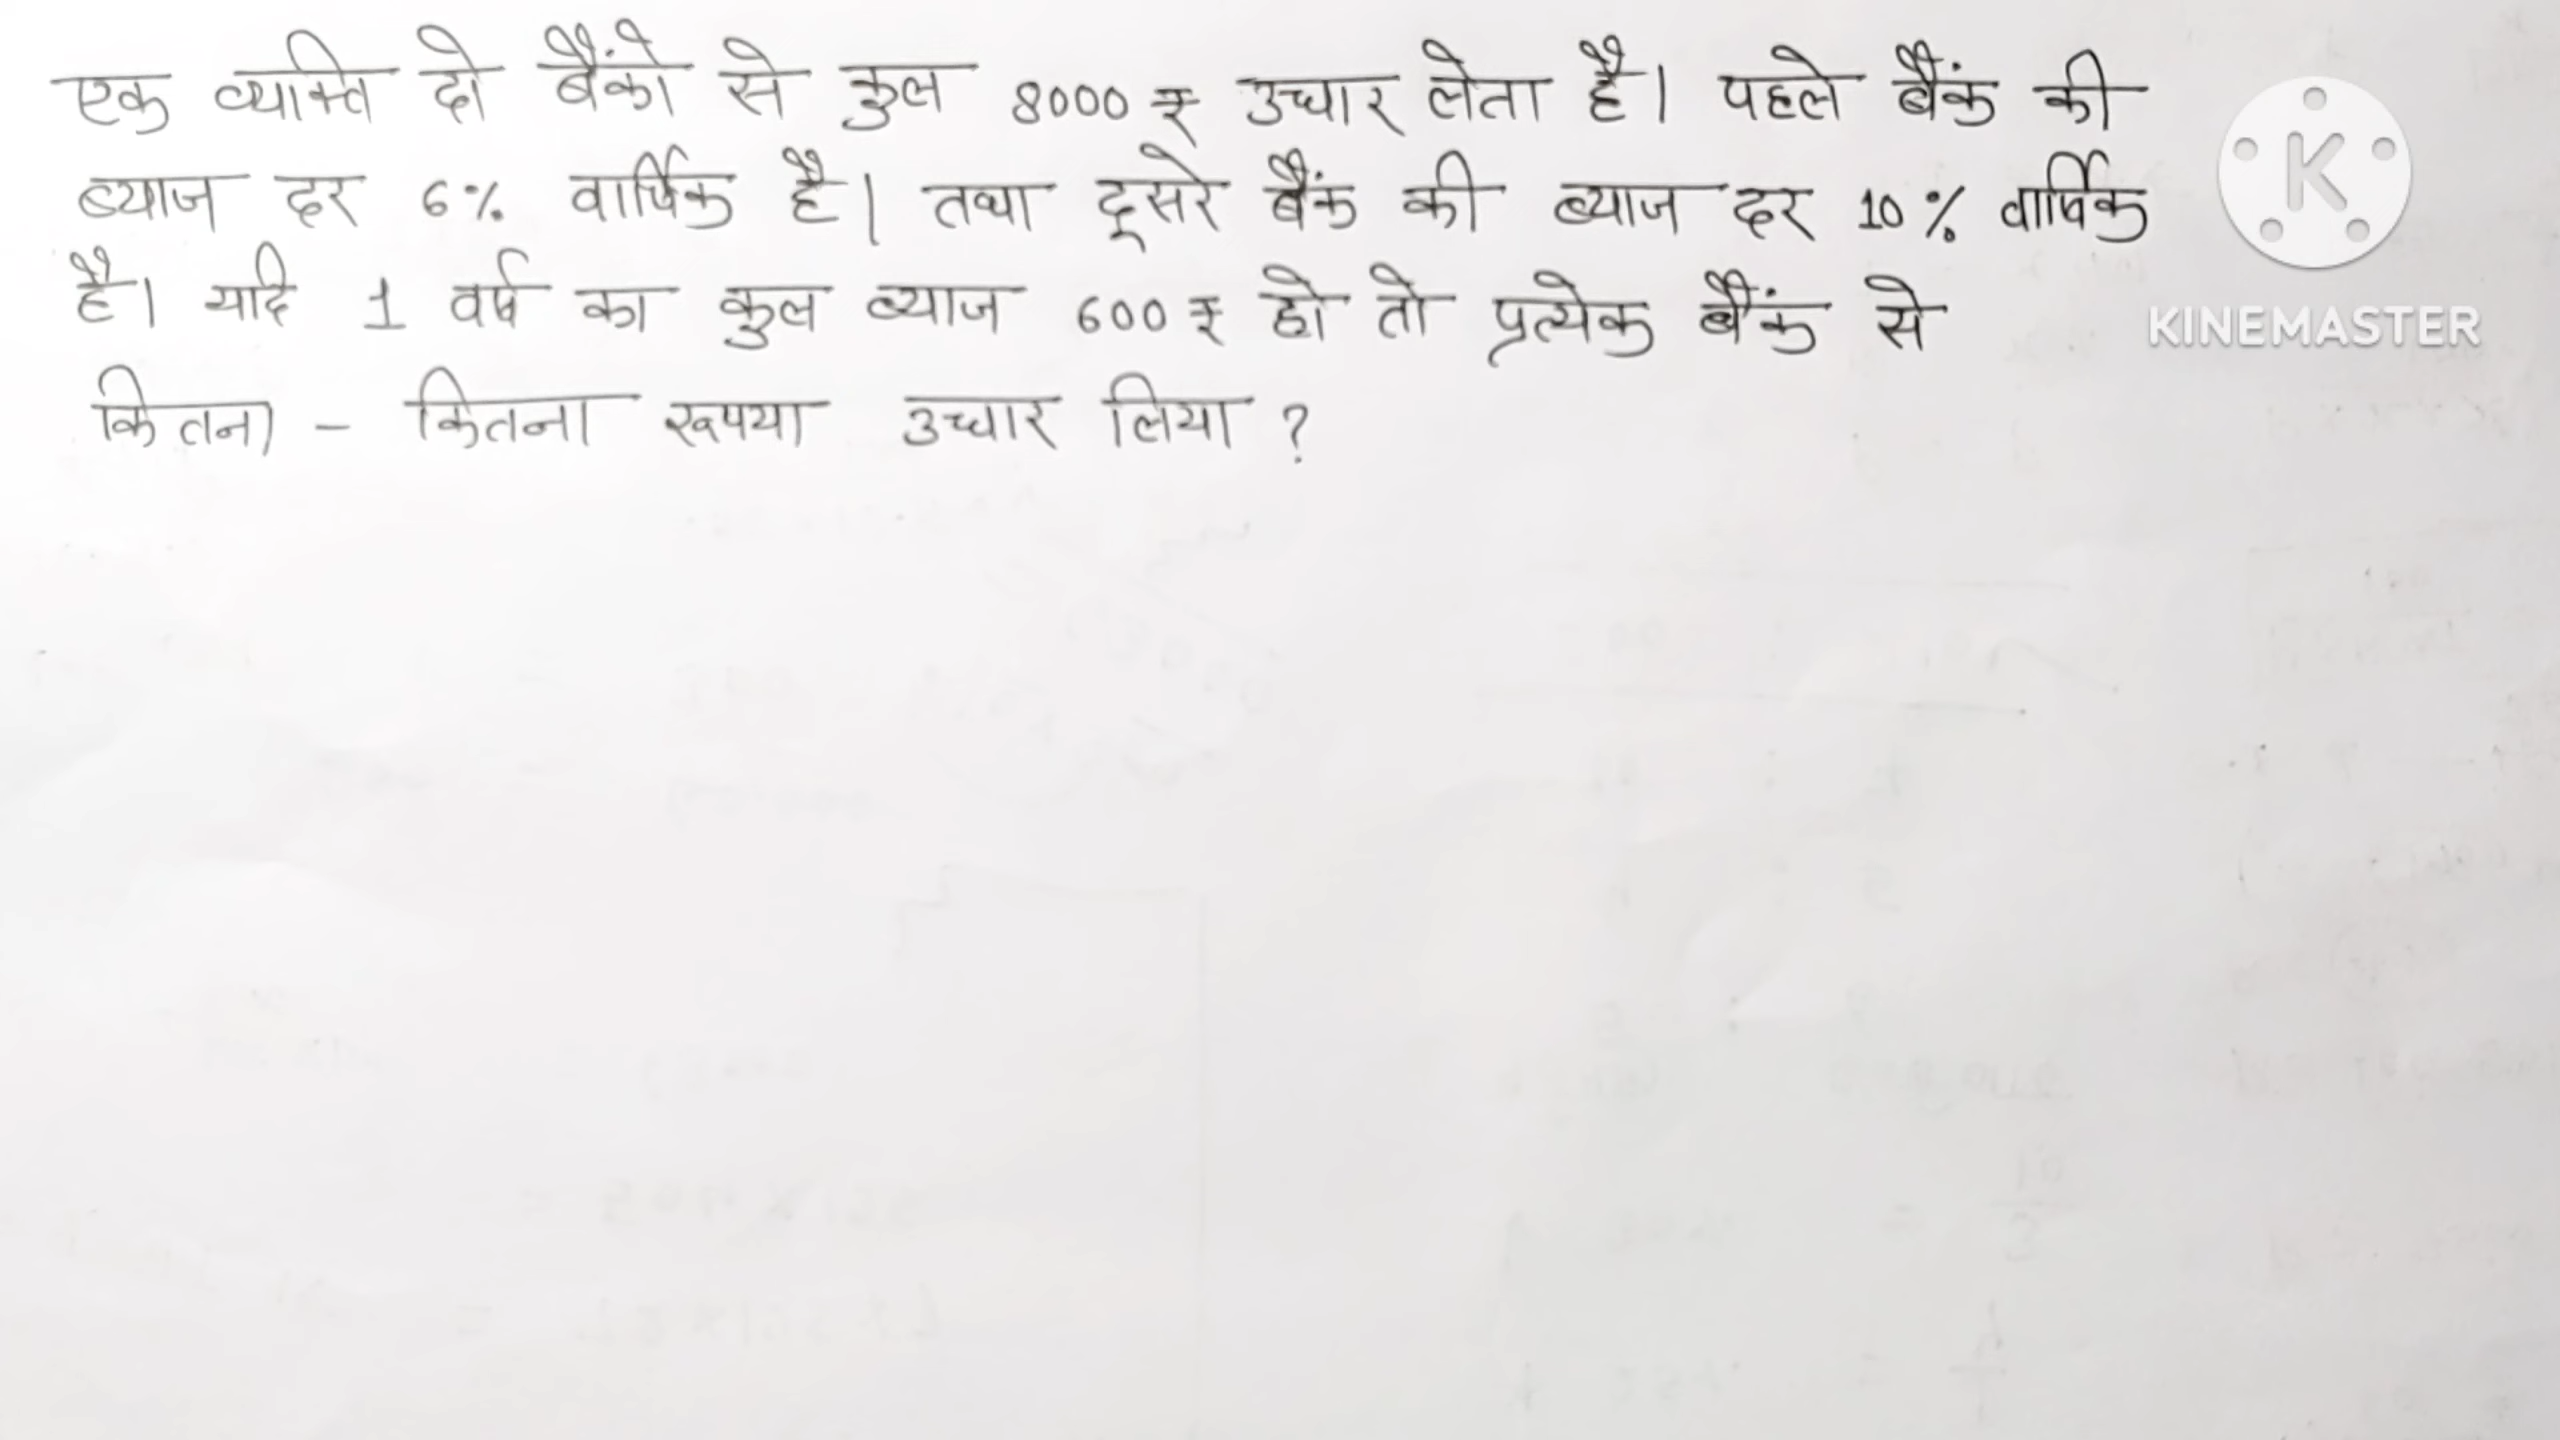 एक व्यक्ति दो बैंको से कुल 8000 ₹ उधार लेता है। पहले बैंक की
ब्याज दर 6% वार्षिक है। तथा दूसरे बैंक की ब्याज दर 10% वार्षिक
है। यदि 1 वर्ष का कुल ब्याज 600 ₹ हो तो प्रत्येक बैंक से
कितना - कितना रूपया उधार लिया ?
K
KINEMASTER